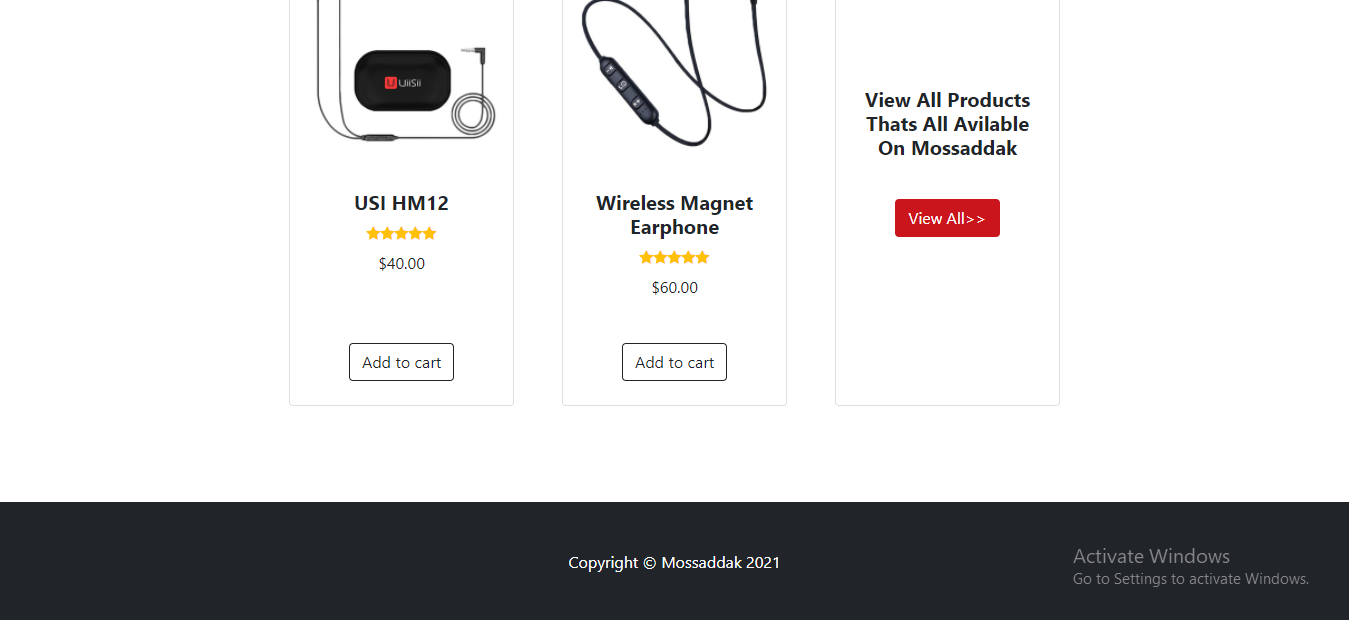 UiiSii
USI HM12
$40.00
Add to cart
Wireless Magnet
Earphone
$60.00
Add to cart
View All Products
Thats All Avilable
On Mossaddak
View All>>
Copyright © Mossaddak 2021
Activate Windows
Go to Settings to activate Windows.